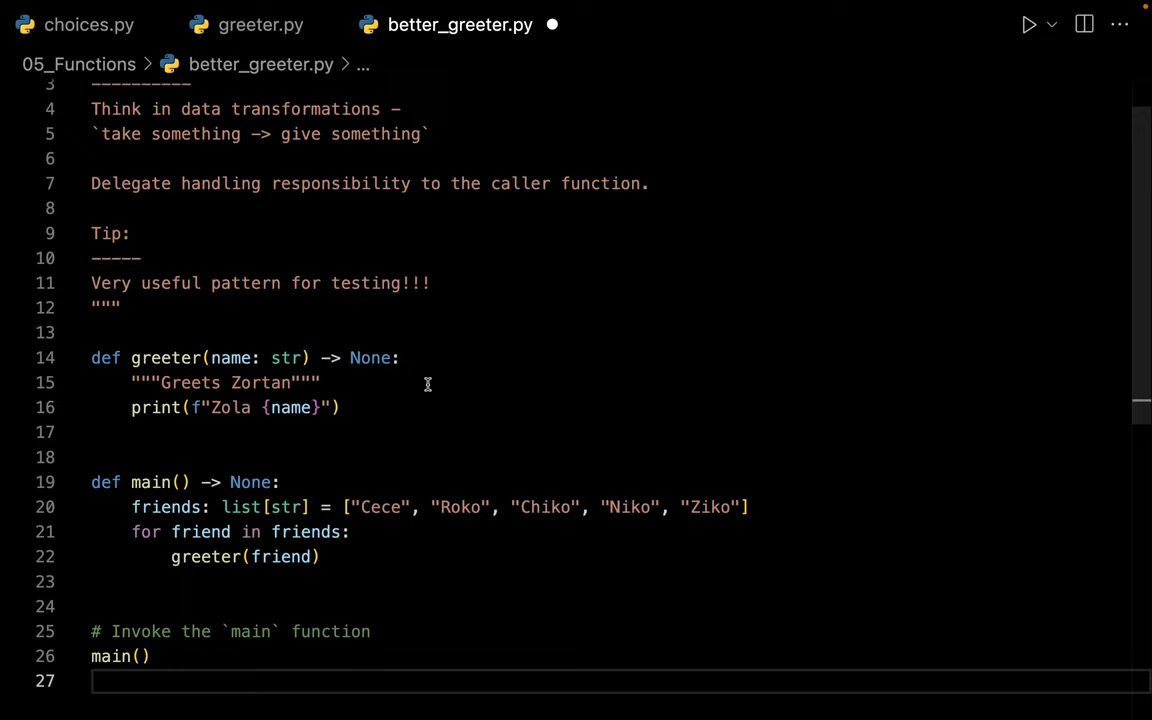 choices.py greeter.py better_greeter.py
05_Functions > better_greeter.py > ...
3 ----------
4 Think in data transformations -
5 `take something -> give something`
6
7 Delegate handling responsibility to the caller function.
8
9 Tip:
10 -----
11 Very useful pattern for testing!!!
12 """
13
14 def greeter(name: str) -> None:
15     """Greets Zortan"""
16     print(f"Zola {name}")
17
18
19 def main() -> None:
20     friends: list[str] = ["Cece", "Roko", "Chiko", "Niko", "Ziko"]
21     for friend in friends:
22         greeter(friend)
23
24
25 # Invoke the `main` function
26 main()
27